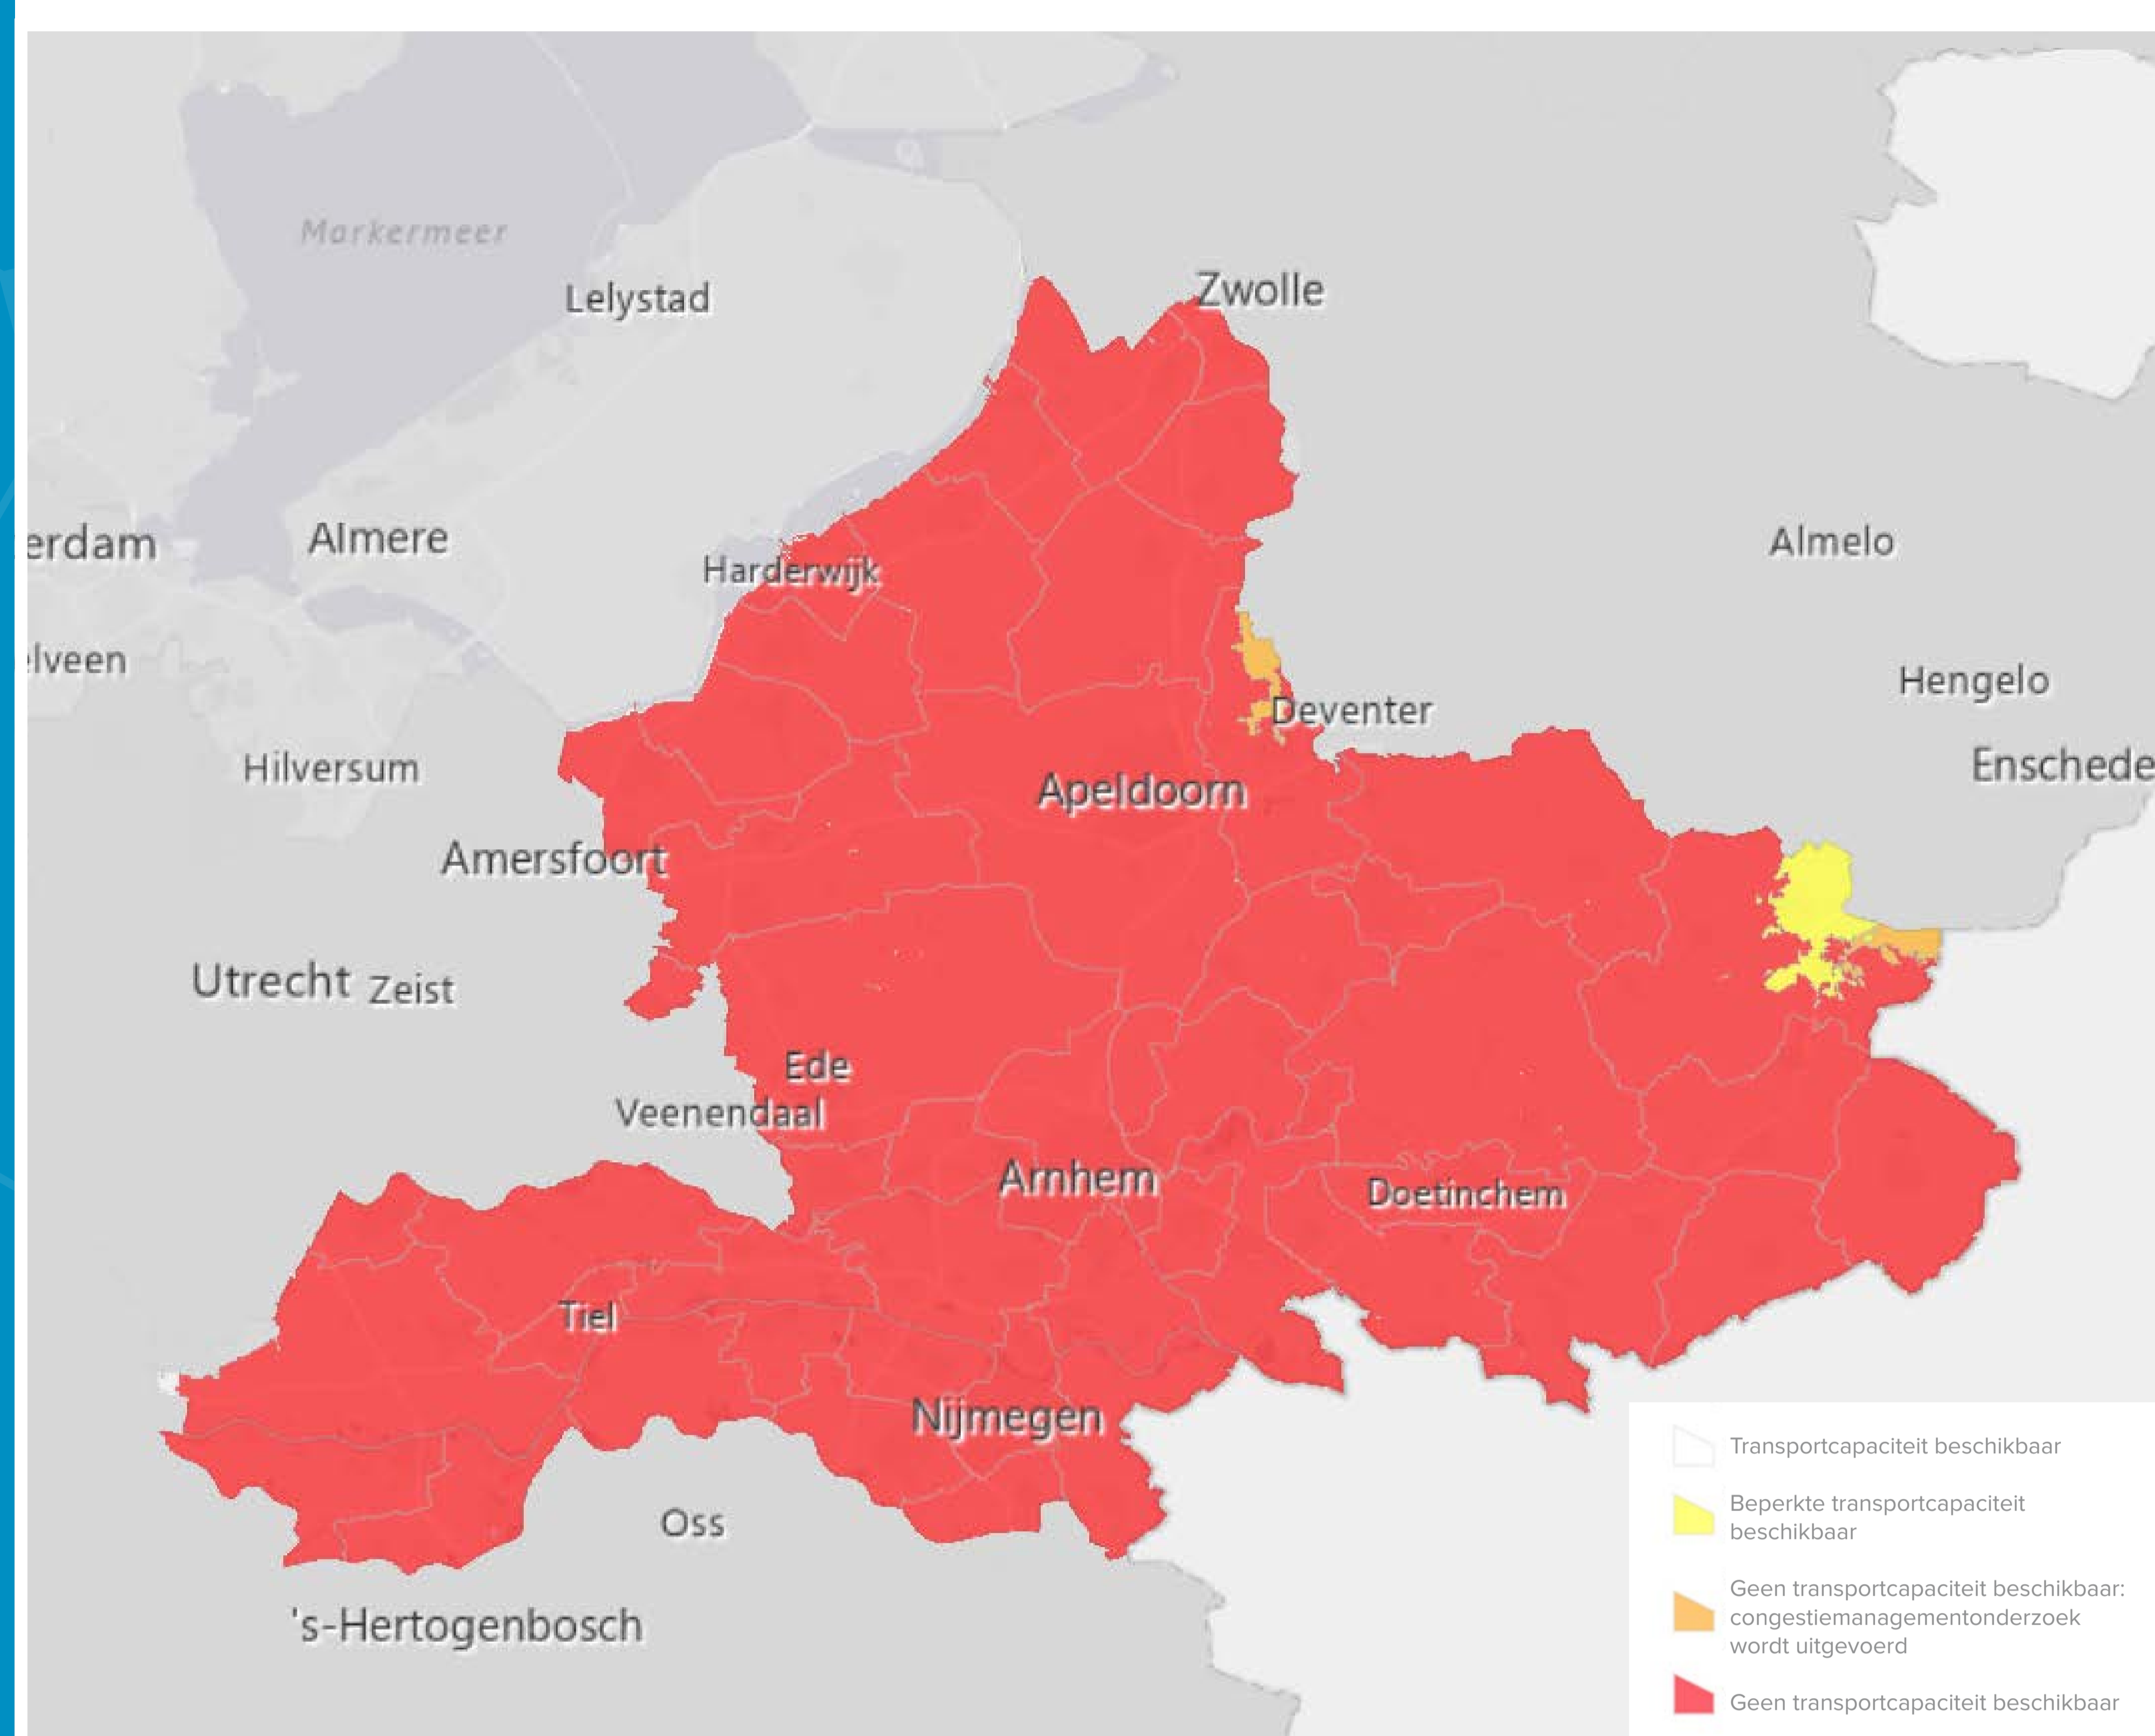 Markermeer
Lelystad
Zwolle
erdam
Almere
Harderwijk
Almelo
elveen
Hengelo
Deventer
Hilversum
Apeldoorn
Enschede
Amersfoort
Utrecht
Zeist
Ede
Veenendaal
Arnhem
Doetinchem
Tiel
Nijmegen
Oss
's-Hertogenbosch
Transportcapaciteit beschikbaar
Beperkte transportcapaciteit
beschikbaar
Geen transportcapaciteit beschikbaar:
congestiemanagementonderzoek
wordt uitgevoerd
Geen transportcapaciteit beschikbaar